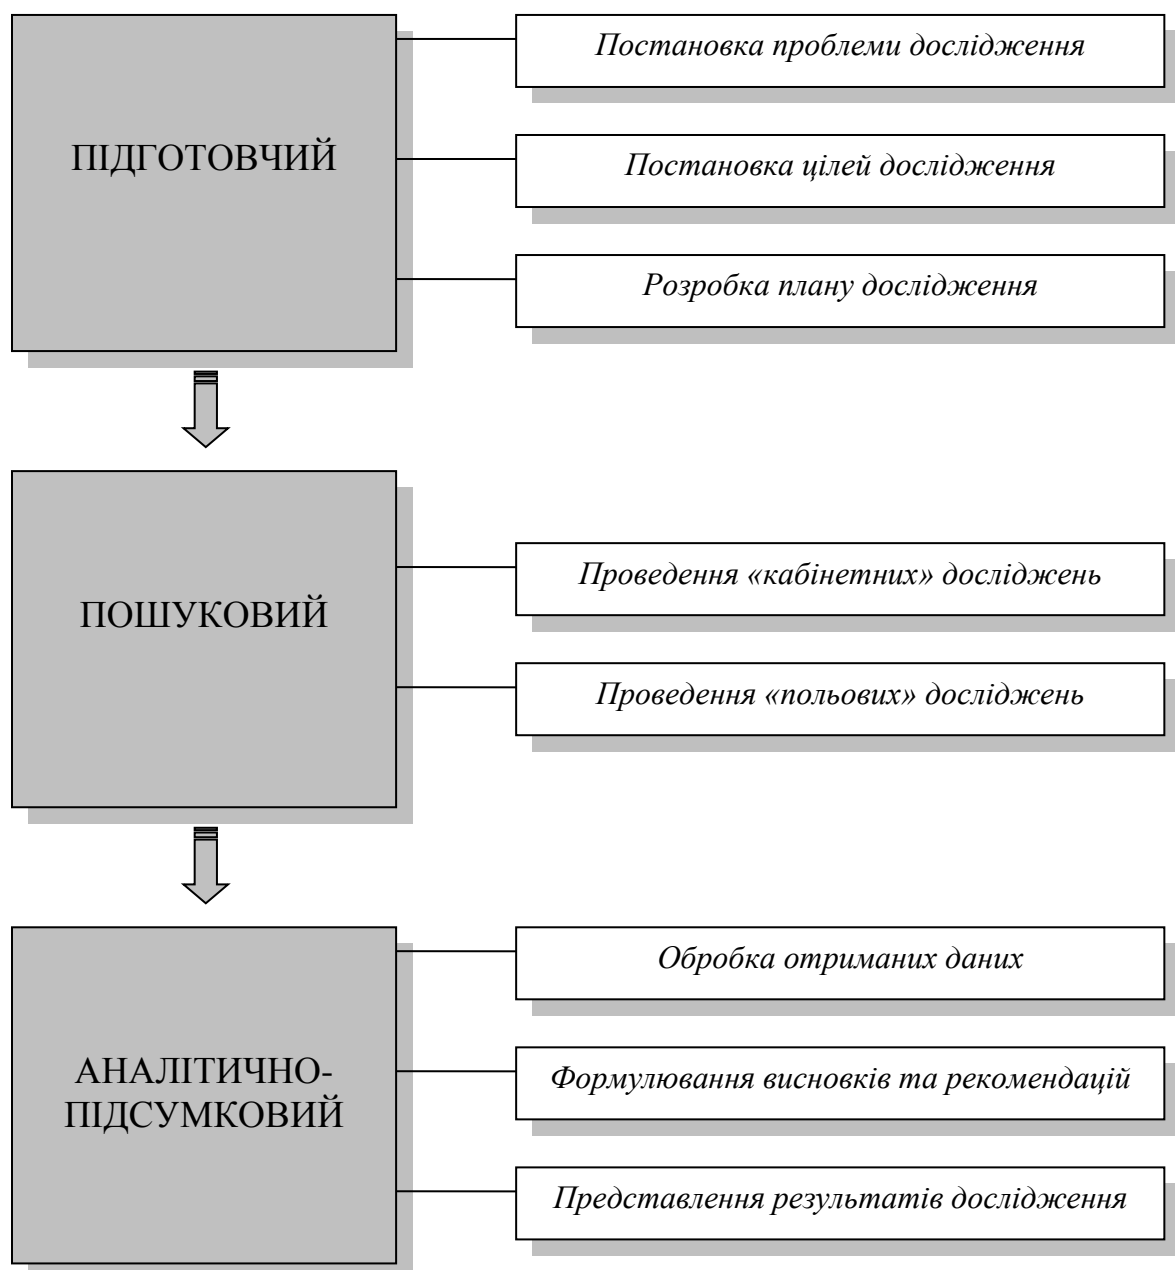 Постановка проблеми дослідження
ПІДГОТОВЧИЙ
Постановка цілей дослідження
Розробка плану дослідження
Проведення «кабінетних» досліджень
ПОШУКОВИЙ
Проведення «польових» досліджень
Обробка отриманих даних
АНАЛІТИЧНО-
ПІДСУМКОВИЙ
Формулювання висновків та рекомендацій
Представлення результатів дослідження